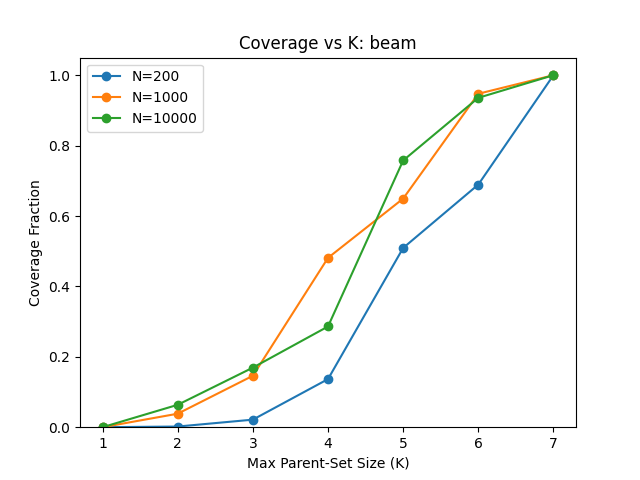 Coverage vs K: beam
N=200
N=1000
N=10000
Coverage Fraction
1.0
0.8
0.6
0.4
0.2
0.0
1 2 3 4 5 6 7
Max Parent-Set Size (K)